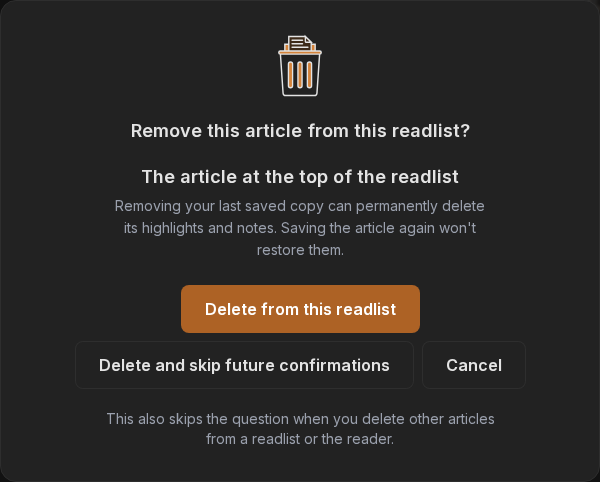 Remove this article from this readlist?
The article at the top of the readlist
Removing your last saved copy can permanently delete
its highlights and notes. Saving the article again won't
restore them.
Delete from this readlist
Delete and skip future confirmations
Cancel
This also skips the question when you delete other articles
from a readlist or the reader.